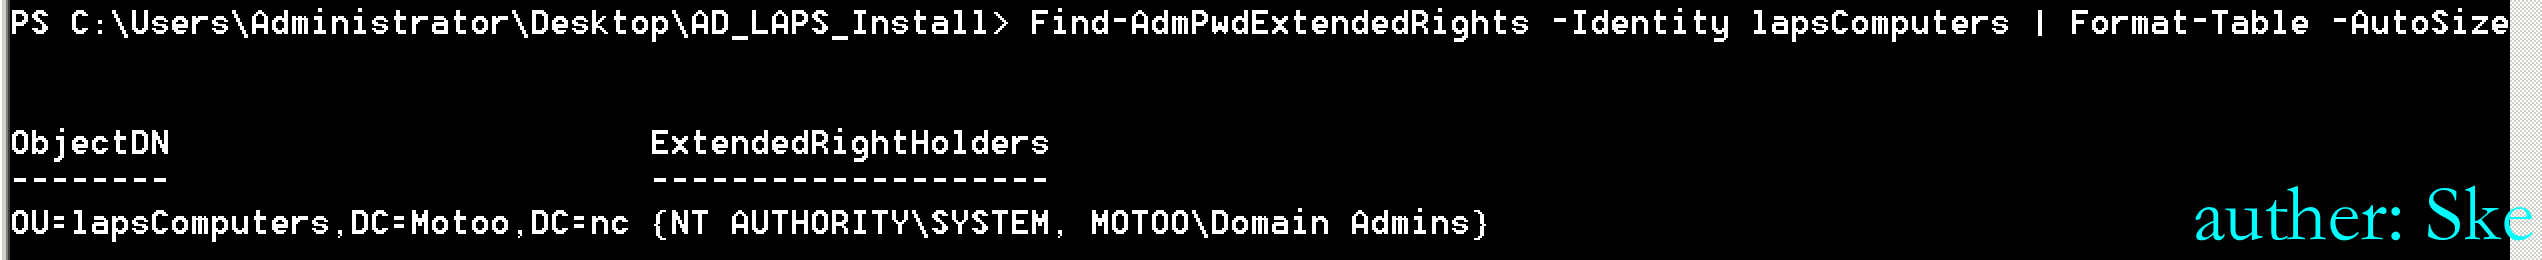 PS C:\Users\Administrator\Desktop\AD_LAPS_Install> Find-AdmPwdExtendedRights -Identity lapsComputers | Format-Table -AutoSize
ObjectDN ExtendedRightHolders
-------- --------------------
OU=lapsComputers,DC=Motoo,DC=nc {NT AUTHORITY\SYSTEM, MOTOO\Domain Admins}
auther: Ske